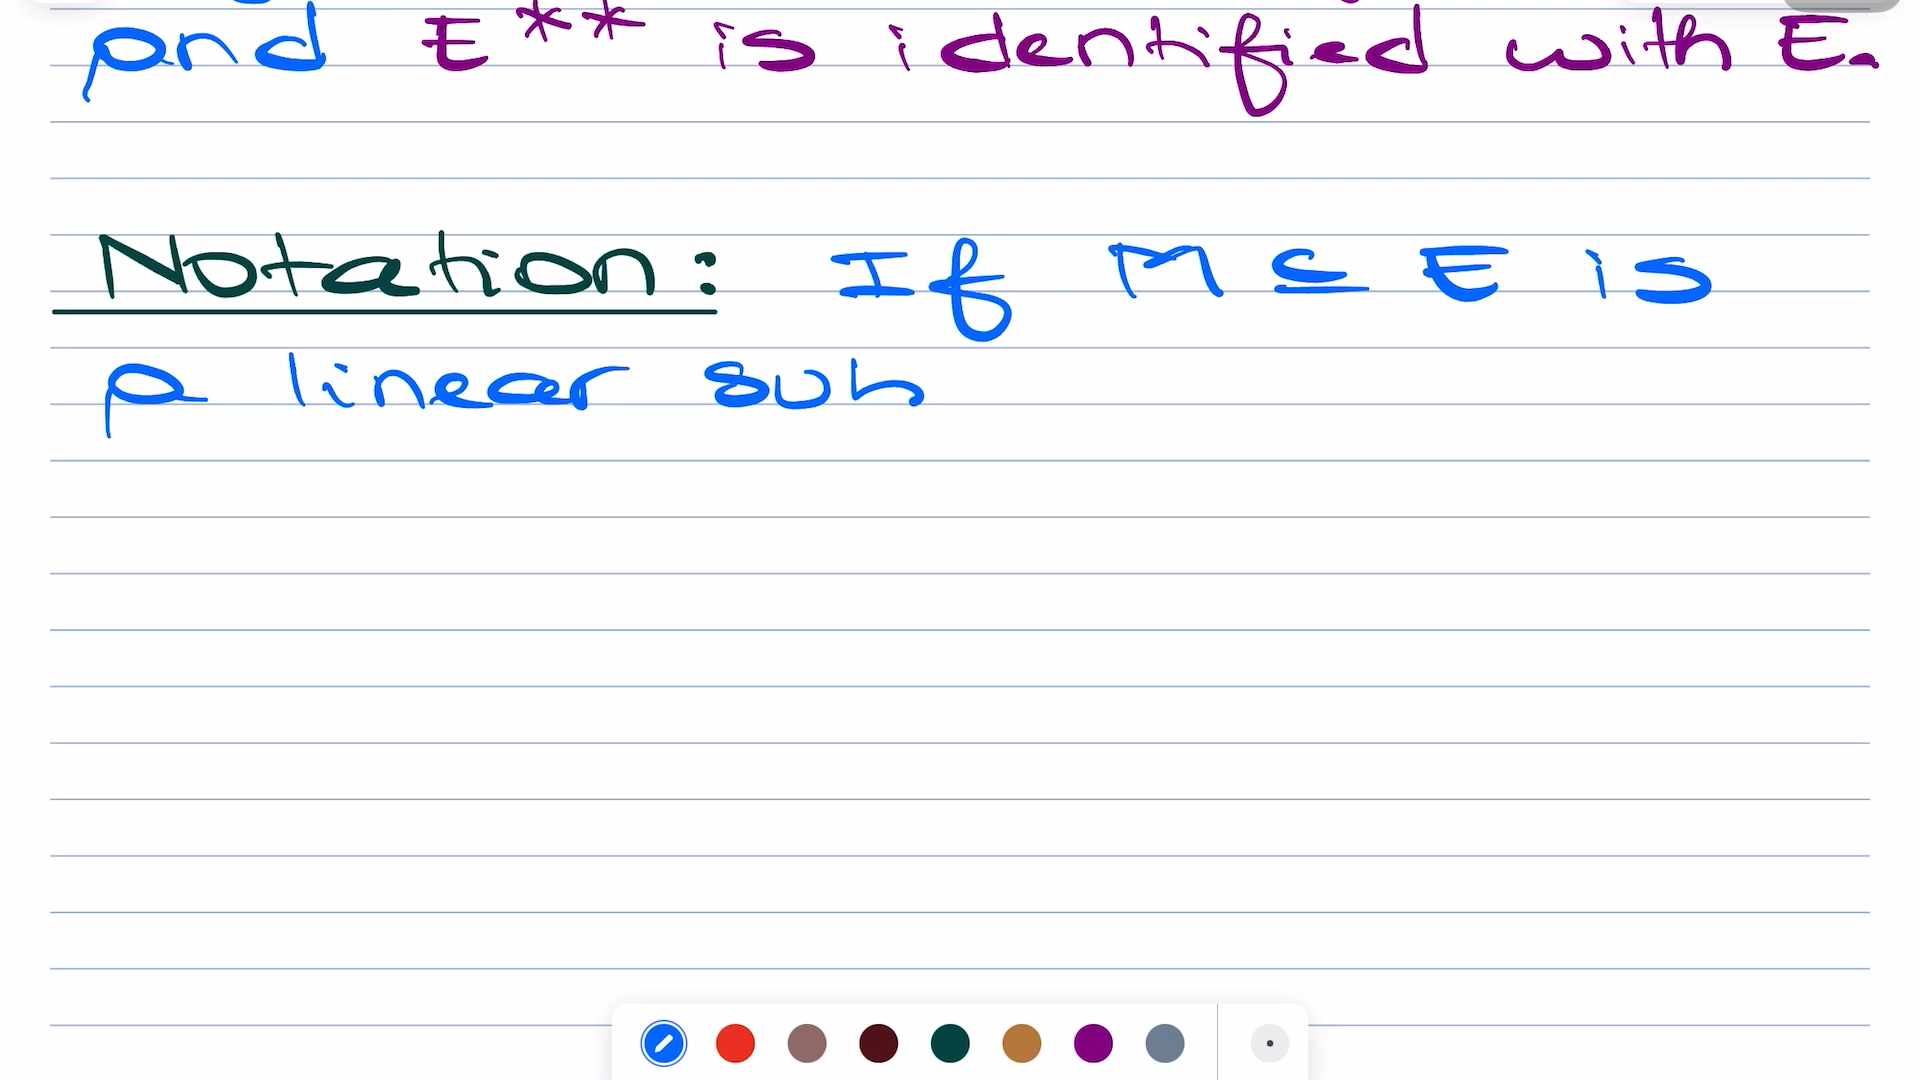 and E** is identified with E.
Notation: If M ⊆ E is
a linear sub